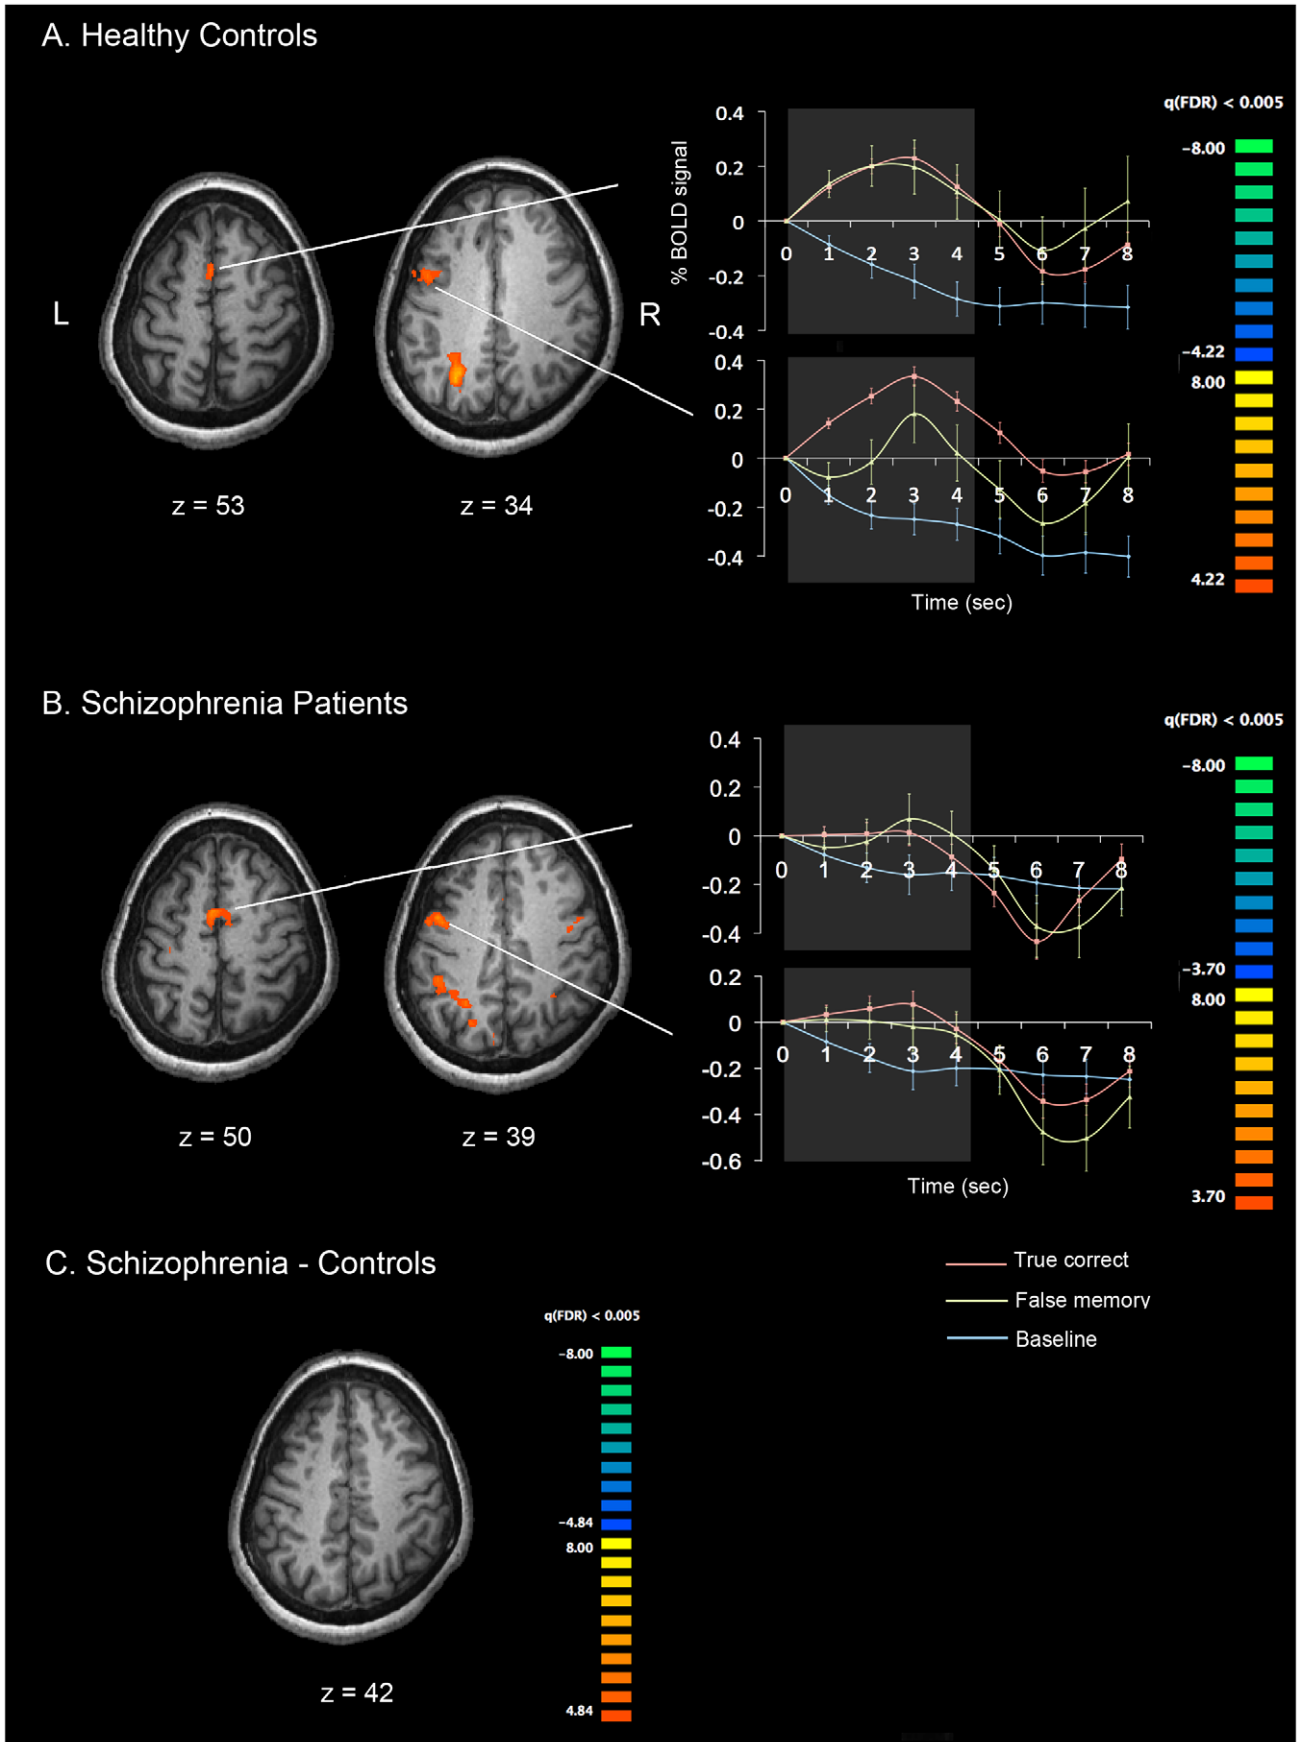 A. Healthy Controls
q(FDR) < 0.005
L
R
z = 53
z = 34
% BOLD signal
0.4
0.2
0
-0.2
-0.4
0 1 2 3 4 5 6 7 8
0.4
0.2
0
-0.2
-0.4
0 1 2 3 4 5 6 7 8
Time (sec)
-8.00
-4.22
8.00
4.22
B. Schizophrenia Patients
q(FDR) < 0.005
z = 50
z = 39
0.4
0.2
0
-0.2
-0.4
0 1 2 3 4 5 6 7 8
0.2
0
-0.2
-0.4
-0.6
0 1 2 3 4 5 6 7 8
Time (sec)
-8.00
-3.70
8.00
3.70
C. Schizophrenia - Controls
q(FDR) < 0.005
-8.00
-4.84
8.00
4.84
z = 42
True correct
False memory
Baseline